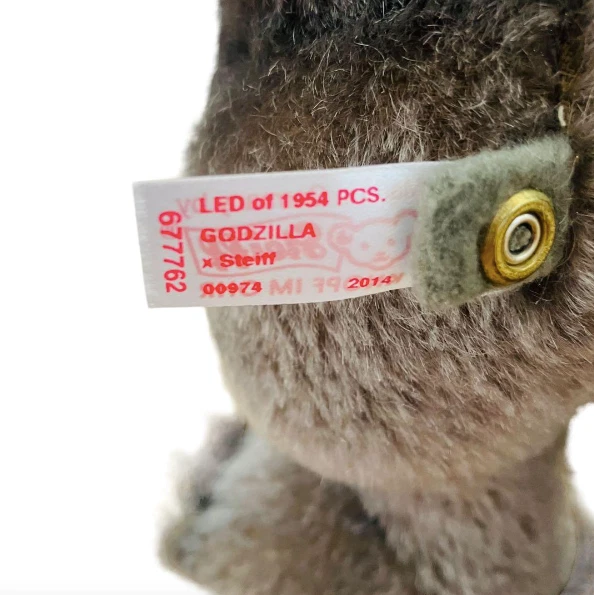 LED of 1954 PCS.
GODZILLA
x Steiff
00974 2014
677762